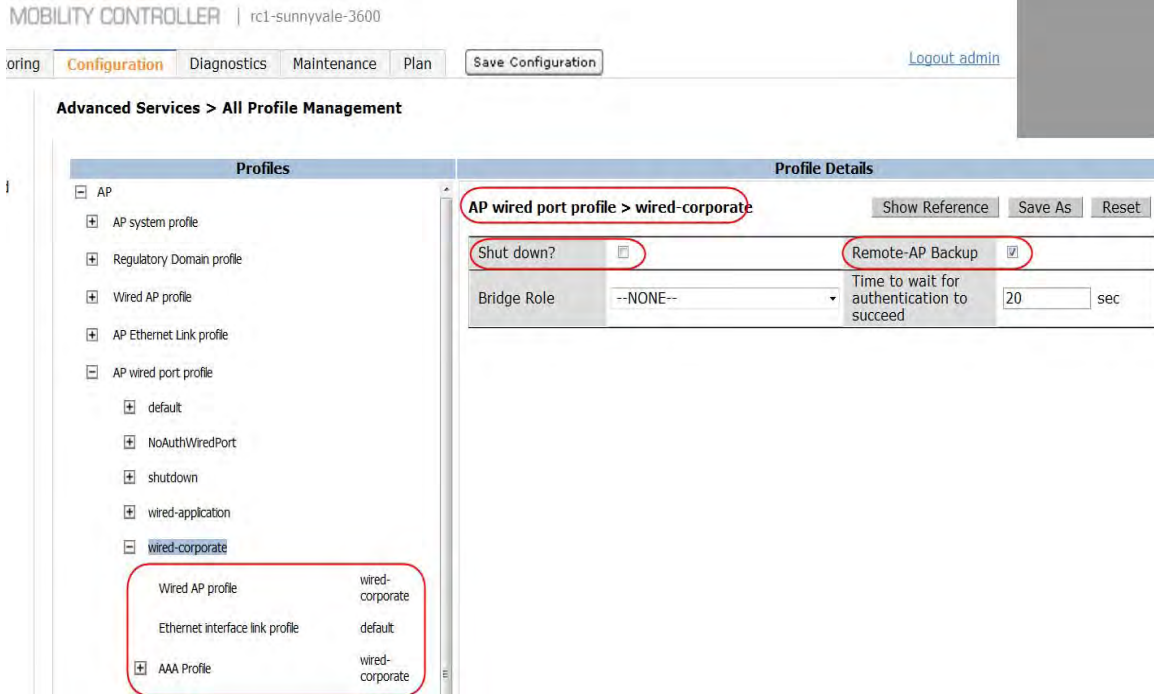 MOBILITY CONTROLLER | rc1-sunnyvale-3600
oring Configuration Diagnostics Maintenance Plan Save Configuration Logout admin
Advanced Services > All Profile Management
Profiles
Profile Details
AP
AP system profile
Regulatory Domain profile
Wired AP profile
AP Ethernet Link profile
AP wired port profile
default
NoAuthWiredPort
shutdown
wired-application
wired-corporate
Wired AP profile wired-
corporate
Ethernet interface link profile default
AAA Profile wired-
corporate
AP wired port profile > wired-corporate Show Reference Save As Reset
Shut down? Remote-AP Backup
Bridge Role --NONE-- Time to wait for
authentication to
succeed 20 sec